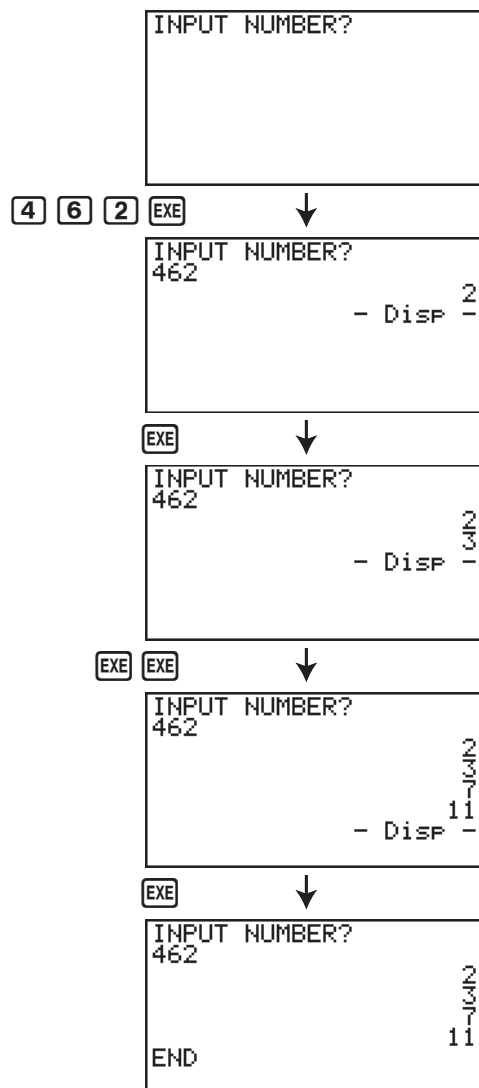 INPUT NUMBER?
4 6 2 EXE
INPUT NUMBER?
462
2
- Disp -
EXE
INPUT NUMBER?
462
2
3
- Disp -
EXE EXE
INPUT NUMBER?
462
2
3
7
11
- Disp -
EXE
INPUT NUMBER?
462
2
3
7
11
END